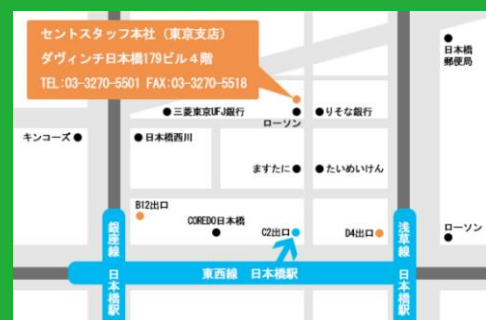 セントスタッフ本社（東京支店）
ダヴィンチ日本橋179ビル４階
TEL:03-3270-5501 FAX:03-3270-5518
日本橋
郵便局
三菱東京UFJ銀行
りそな銀行
ローソン
キンコーズ
日本橋西川
ますたに
たいめいけん
B12出口
COREDO日本橋
C2出口
D4出口
ローソン
銀座線 日本橋駅
浅草線 日本橋駅
東西線 日本橋駅